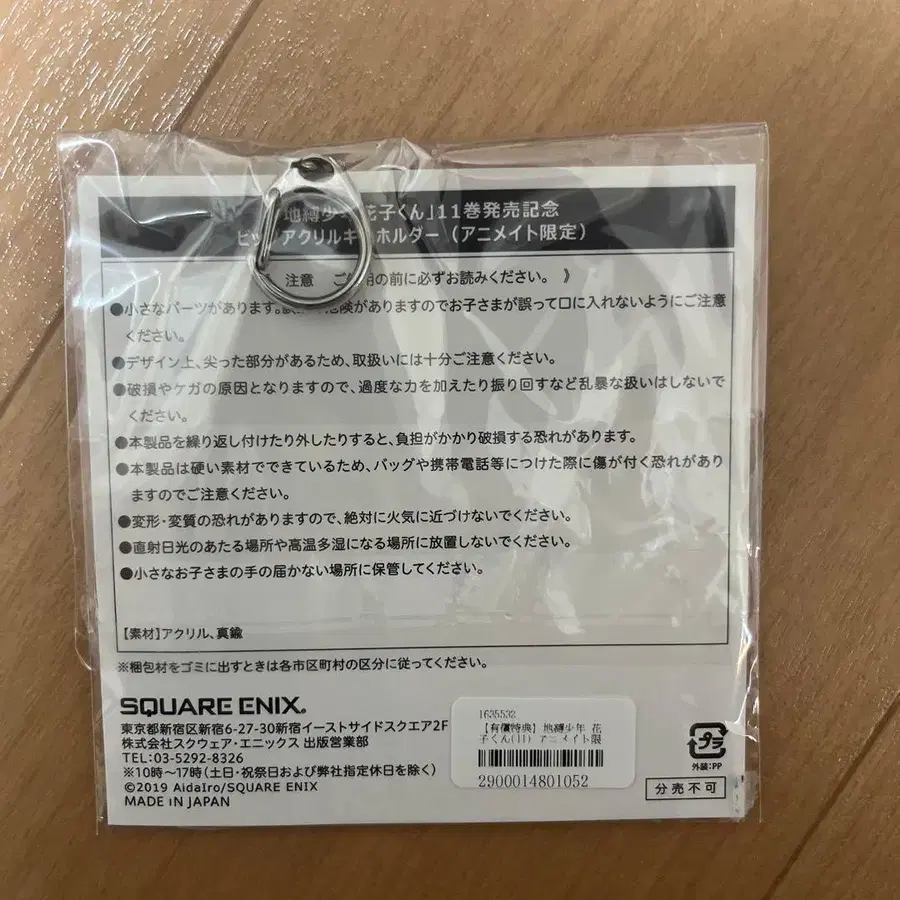 地縛少年花子くん」11巻発売記念
ビッグアクリルキーホルダー（アニメイト限定）
注意 ご使用の前に必ずお読みください。 》
●小さなパーツがあります。誤飲の危険がありますのでお子さまが誤って口に入れないようにご注意
ください。
●デザイン上、尖った部分があるため、取扱いには十分ご注意ください。
●破損やケガの原因となりますので、過度な力を加えたり振り回すなど乱暴な扱いはしないで
ください。
●本製品を繰り返し付けたり外したりすると、負担がかかり破損する恐れがあります。
●本製品は硬い素材でできているため、バッグや携帯電話等につけた際に傷が付く恐れがあり
ますのでご注意ください。
●変形・変質の恐れがありますので、絶対に火気に近づけないでください。
●直射日光のあたる場所や高温多湿になる場所に放置しないでください。
●小さなお子さまの手の届かない場所に保管してください。
【素材】アクリル、真鍮
※梱包材をゴミに出すときは各市区町村の区分に従ってください。
SQUARE ENIX.
東京都新宿区新宿6-27-30新宿イーストサイドスクエア2F
株式会社スクウェア・エニックス 出版営業部
TEL:03-5292-8326
※10時～17時（土日・祝祭日および弊社指定休日を除く）
©2019 AidaIro/SQUARE ENIX
MADE IN JAPAN
1635532
【有償特典】地縛少年 花
子くん(11) アニメイト限
2900014801052
プラ
外装:PP
分売不可